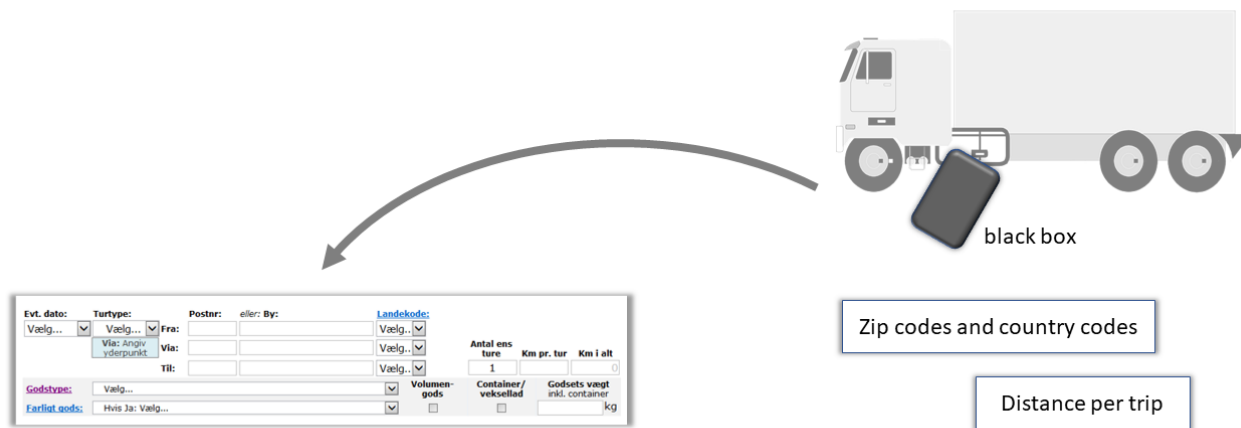 black box
Zip codes and country codes
Distance per trip
Evt. dato: Turtype: Postnr: eller: By: Landekode:
Vælg... Vælg... Fra: Vælg..
Via: Angiv yderpunkt Via: Vælg.. Antal ens ture Km pr. tur Km i alt
Til: Vælg.. 1 0
Godstype: Vælg... Volumen-gods Container/veksellad Godsets vægt inkl. container
Farligt gods: Hvis Ja: Vælg... kg